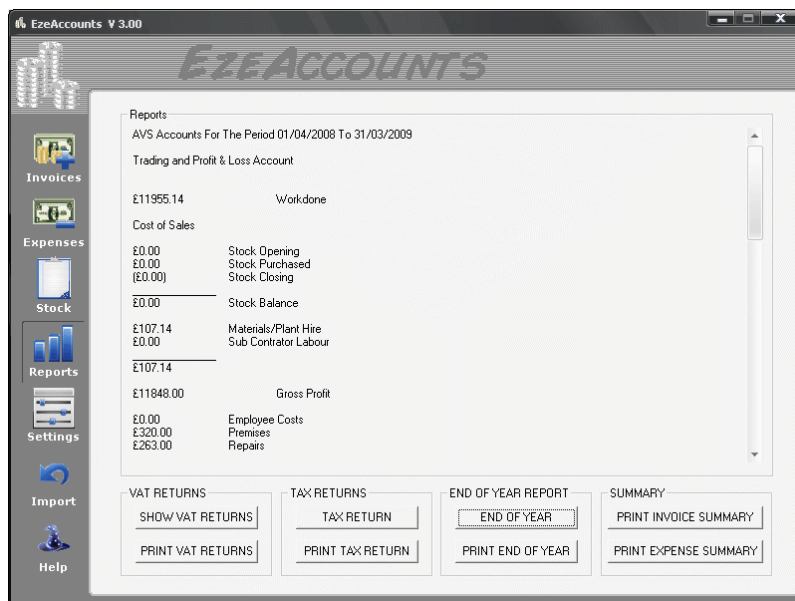 EzeAccounts V 3.00
EZEACCOUNTS
Invoices
Expenses
Stock
Reports
Settings
Import
Help
Reports
AVS Accounts For The Period 01/04/2008 To 31/03/2009
Trading and Profit & Loss Account
£11955.14 Workdone
Cost of Sales
£0.00 Stock Opening
£0.00 Stock Purchased
(£0.00) Stock Closing
£0.00 Stock Balance
£107.14 Materials/Plant Hire
£0.00 Sub Contrator Labour
£107.14
£11848.00 Gross Profit
£0.00 Employee Costs
£320.00 Premises
£263.00 Repairs
VAT RETURNS
SHOW VAT RETURNS
PRINT VAT RETURNS
TAX RETURNS
TAX RETURN
PRINT TAX RETURN
END OF YEAR REPORT
END OF YEAR
PRINT END OF YEAR
SUMMARY
PRINT INVOICE SUMMARY
PRINT EXPENSE SUMMARY